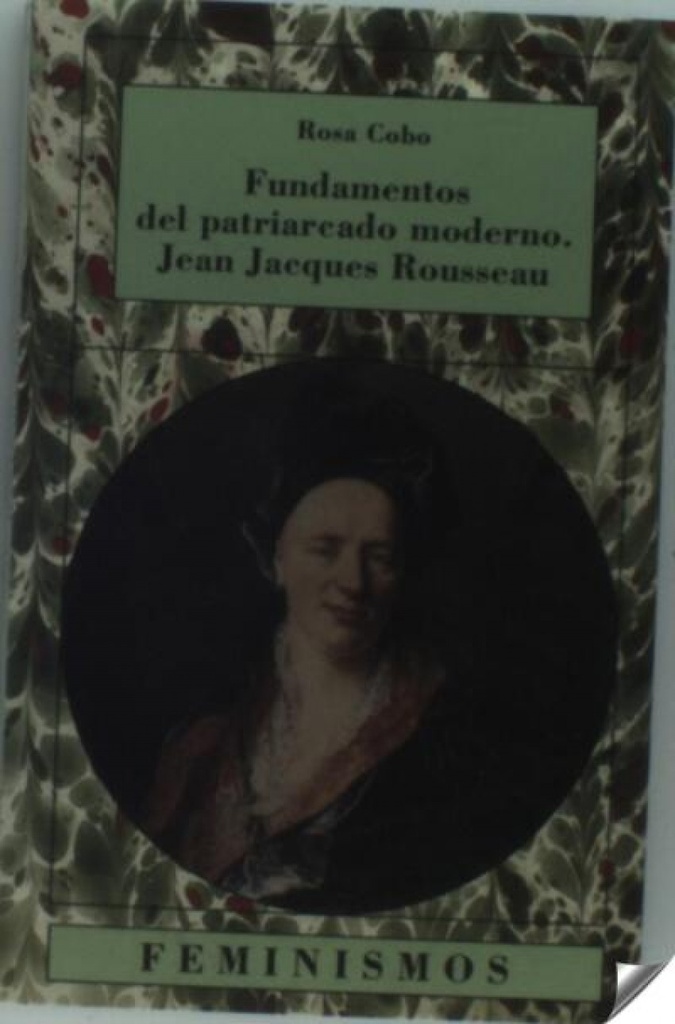 Rosa Cobo
Fundamentos
del patriarcado moderno.
Jean Jacques Rousseau
FEMINISMOS